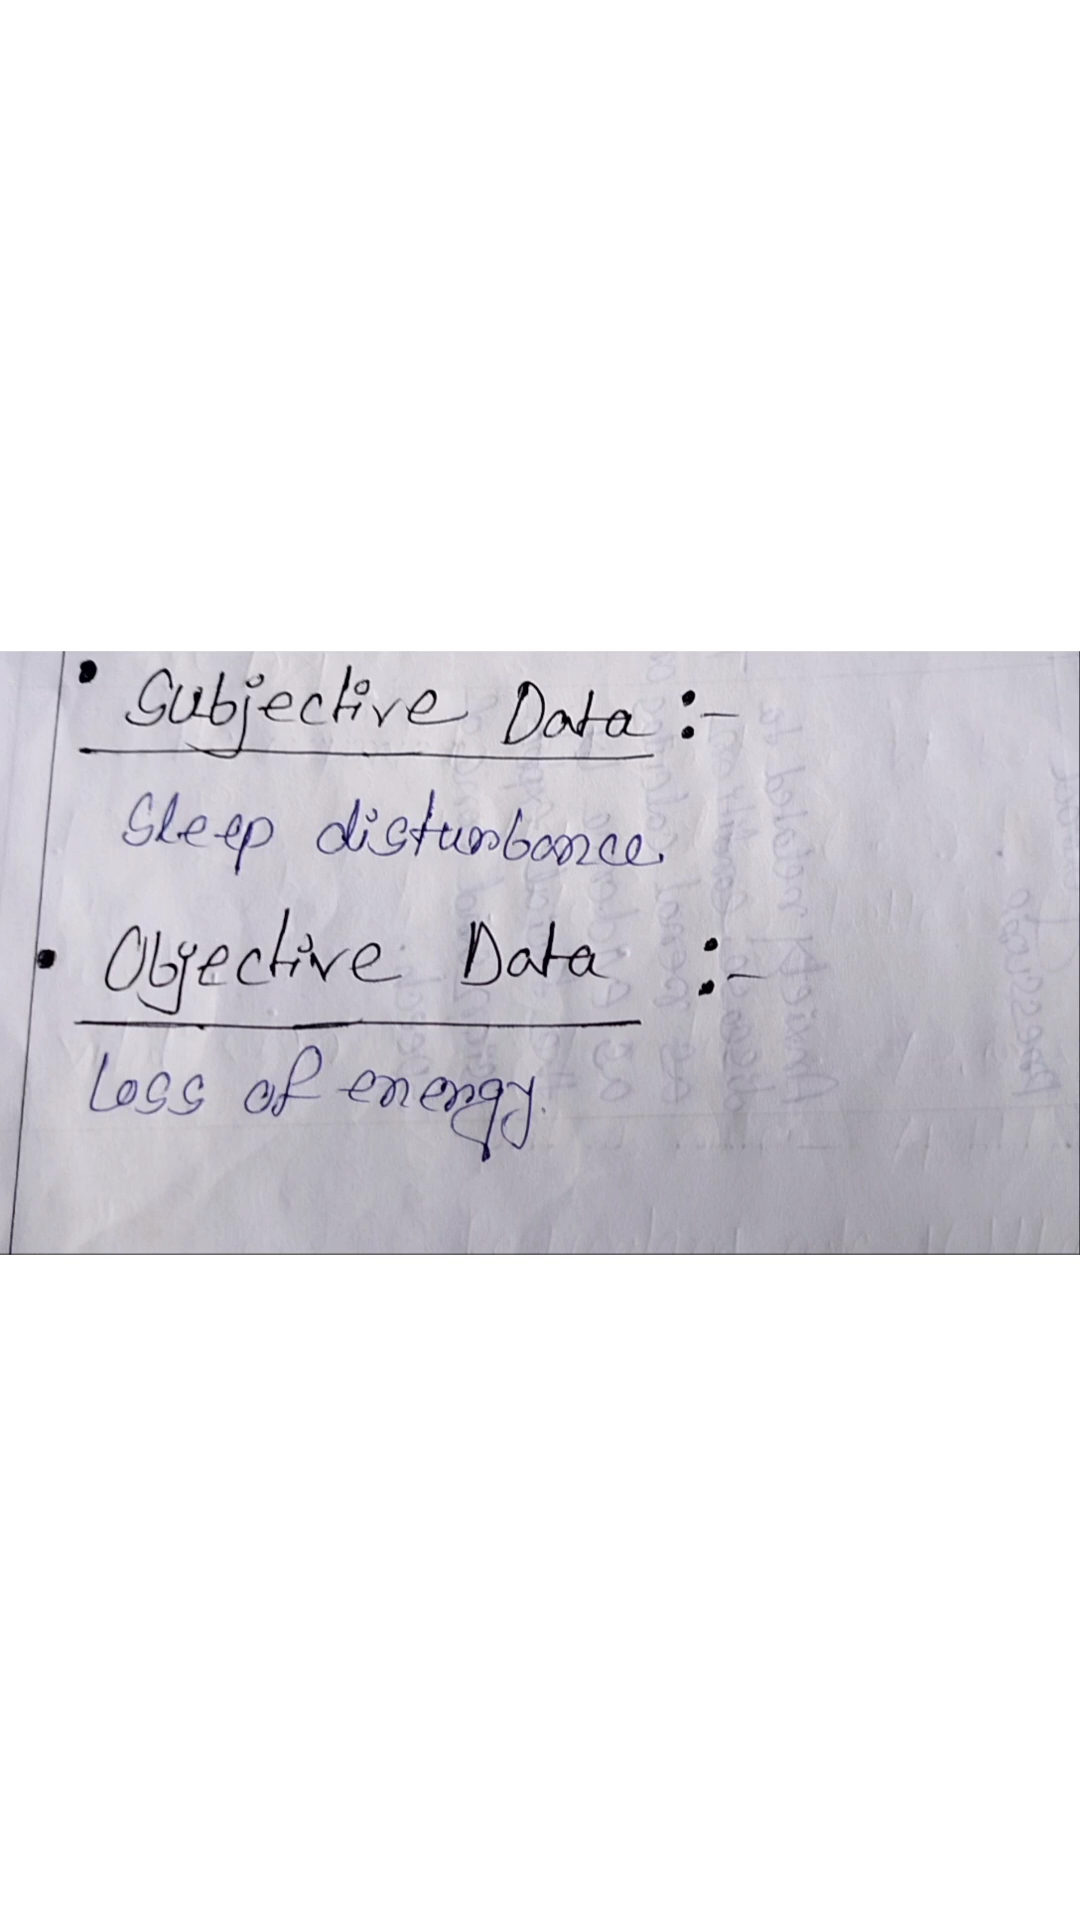 • Subjective Data :-
Sleep disturbance.
• Objective Data :-
Loss of energy.